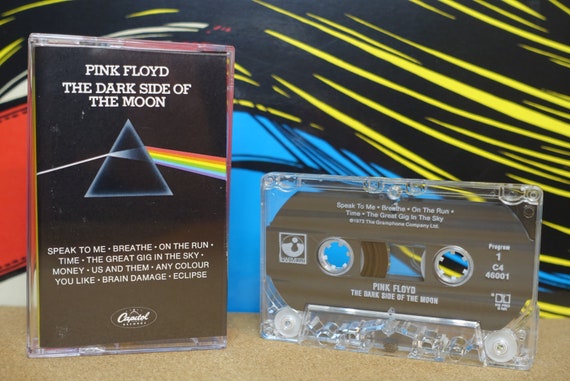 PINK FLOYD
THE DARK SIDE OF
THE MOON
SPEAK TO ME • BREATHE • ON THE RUN •
TIME • THE GREAT GIG IN THE SKY •
MONEY • US AND THEM • ANY COLOUR
YOU LIKE • BRAIN DAMAGE • ECLIPSE
Capitol
RECORDS
Speak To Me • Breathe • On The Run •
Time • The Great Gig In The Sky
℗1973 The Gramophone Company Ltd.
HARVEST
Program
1
C4
46001
PINK FLOYD
THE DARK SIDE OF THE MOON